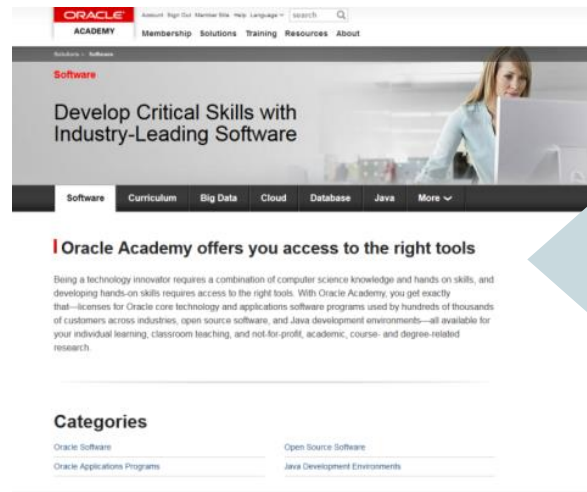 ORACLE
ACADEMY
Account Sign Out Member Site Help Language search
Membership Solutions Training Resources About
Solutions > Software
Software
Develop Critical Skills with
Industry-Leading Software
Software Curriculum Big Data Cloud Database Java More
Oracle Academy offers you access to the right tools
Being a technology innovator requires a combination of computer science knowledge and hands on skills, and
developing hands-on skills requires access to the right tools. With Oracle Academy, you get exactly
that—licenses for Oracle core technology and applications software programs used by hundreds of thousands
of customers across industries, open source software, and Java development environments—all available for
your individual learning, classroom teaching, and not-for-profit, academic, course- and degree-related
research.
Categories
Oracle Software Open Source Software
Oracle Applications Programs Java Development Environments